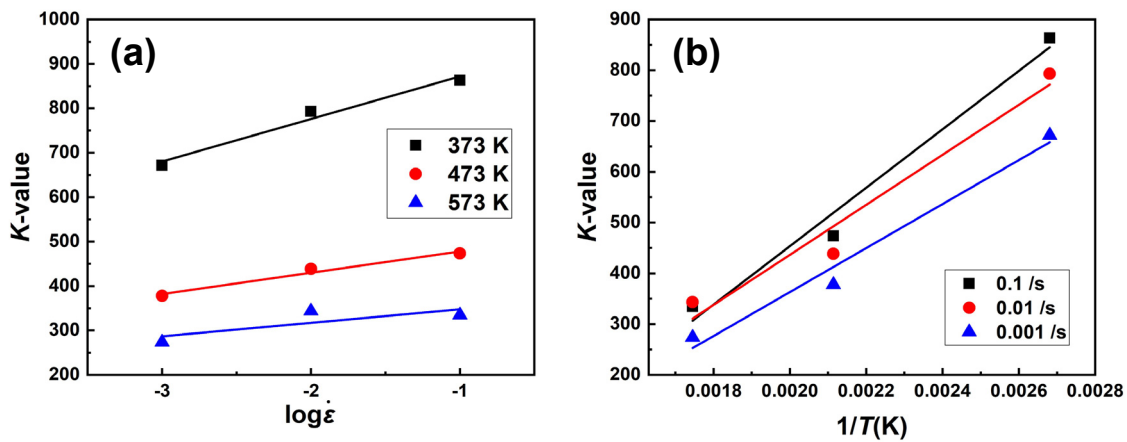 (a)
K-value
1000
900
800
700
600
500
400
300
200
373 K
473 K
573 K
-3
-2
-1
logε̇
(b)
K-value
900
800
700
600
500
400
300
200
0.1 /s
0.01 /s
0.001 /s
0.0018
0.0020
0.0022
0.0024
0.0026
0.0028
1/T(K)